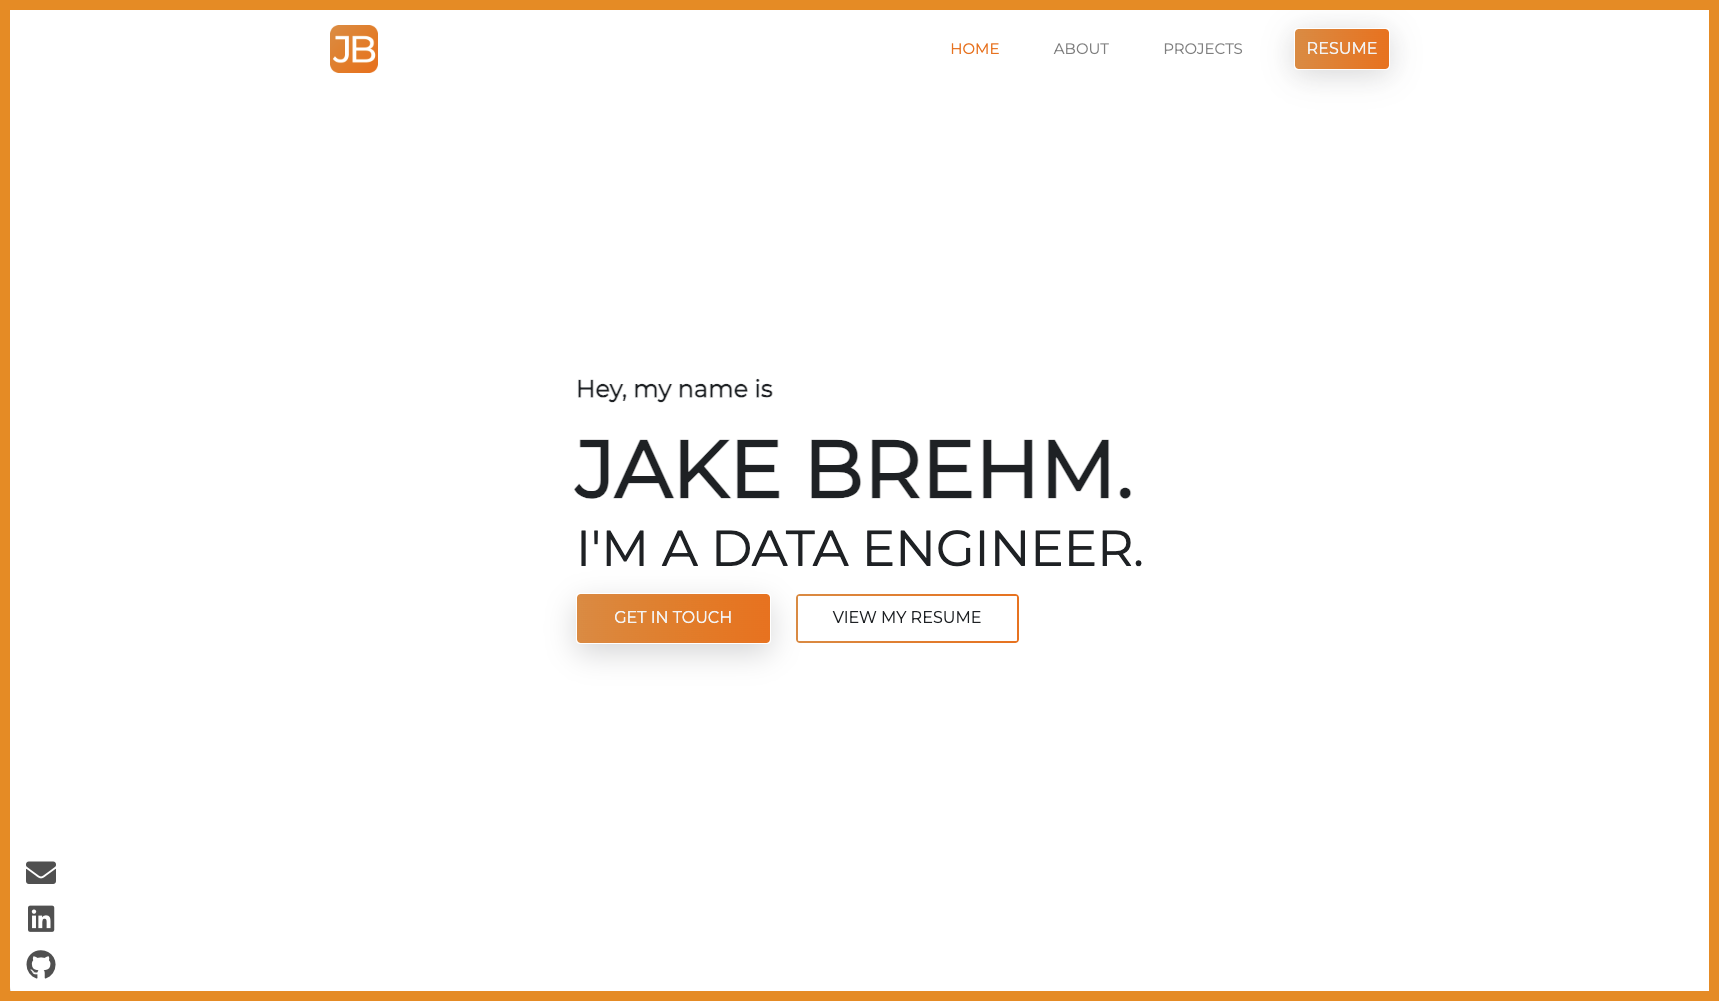 JB
HOME
ABOUT
PROJECTS
RESUME
Hey, my name is
JAKE BREHM.
I'M A DATA ENGINEER.
GET IN TOUCH
VIEW MY RESUME
in